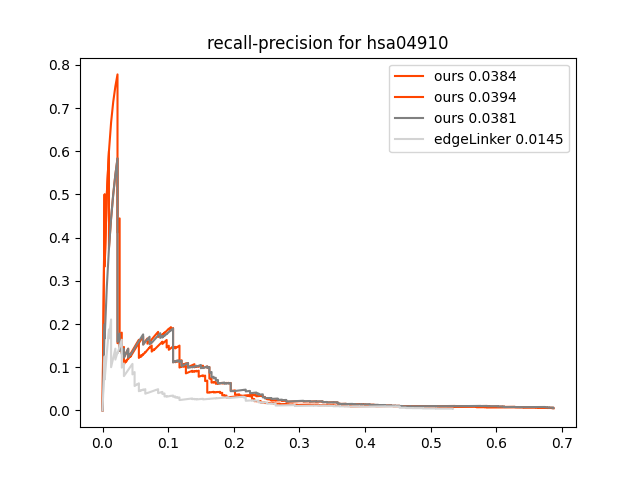 recall-precision for hsa04910
ours 0.0384
ours 0.0394
ours 0.0381
edgeLinker 0.0145
0.8
0.7
0.6
0.5
0.4
0.3
0.2
0.1
0.0
0.0 0.1 0.2 0.3 0.4 0.5 0.6 0.7